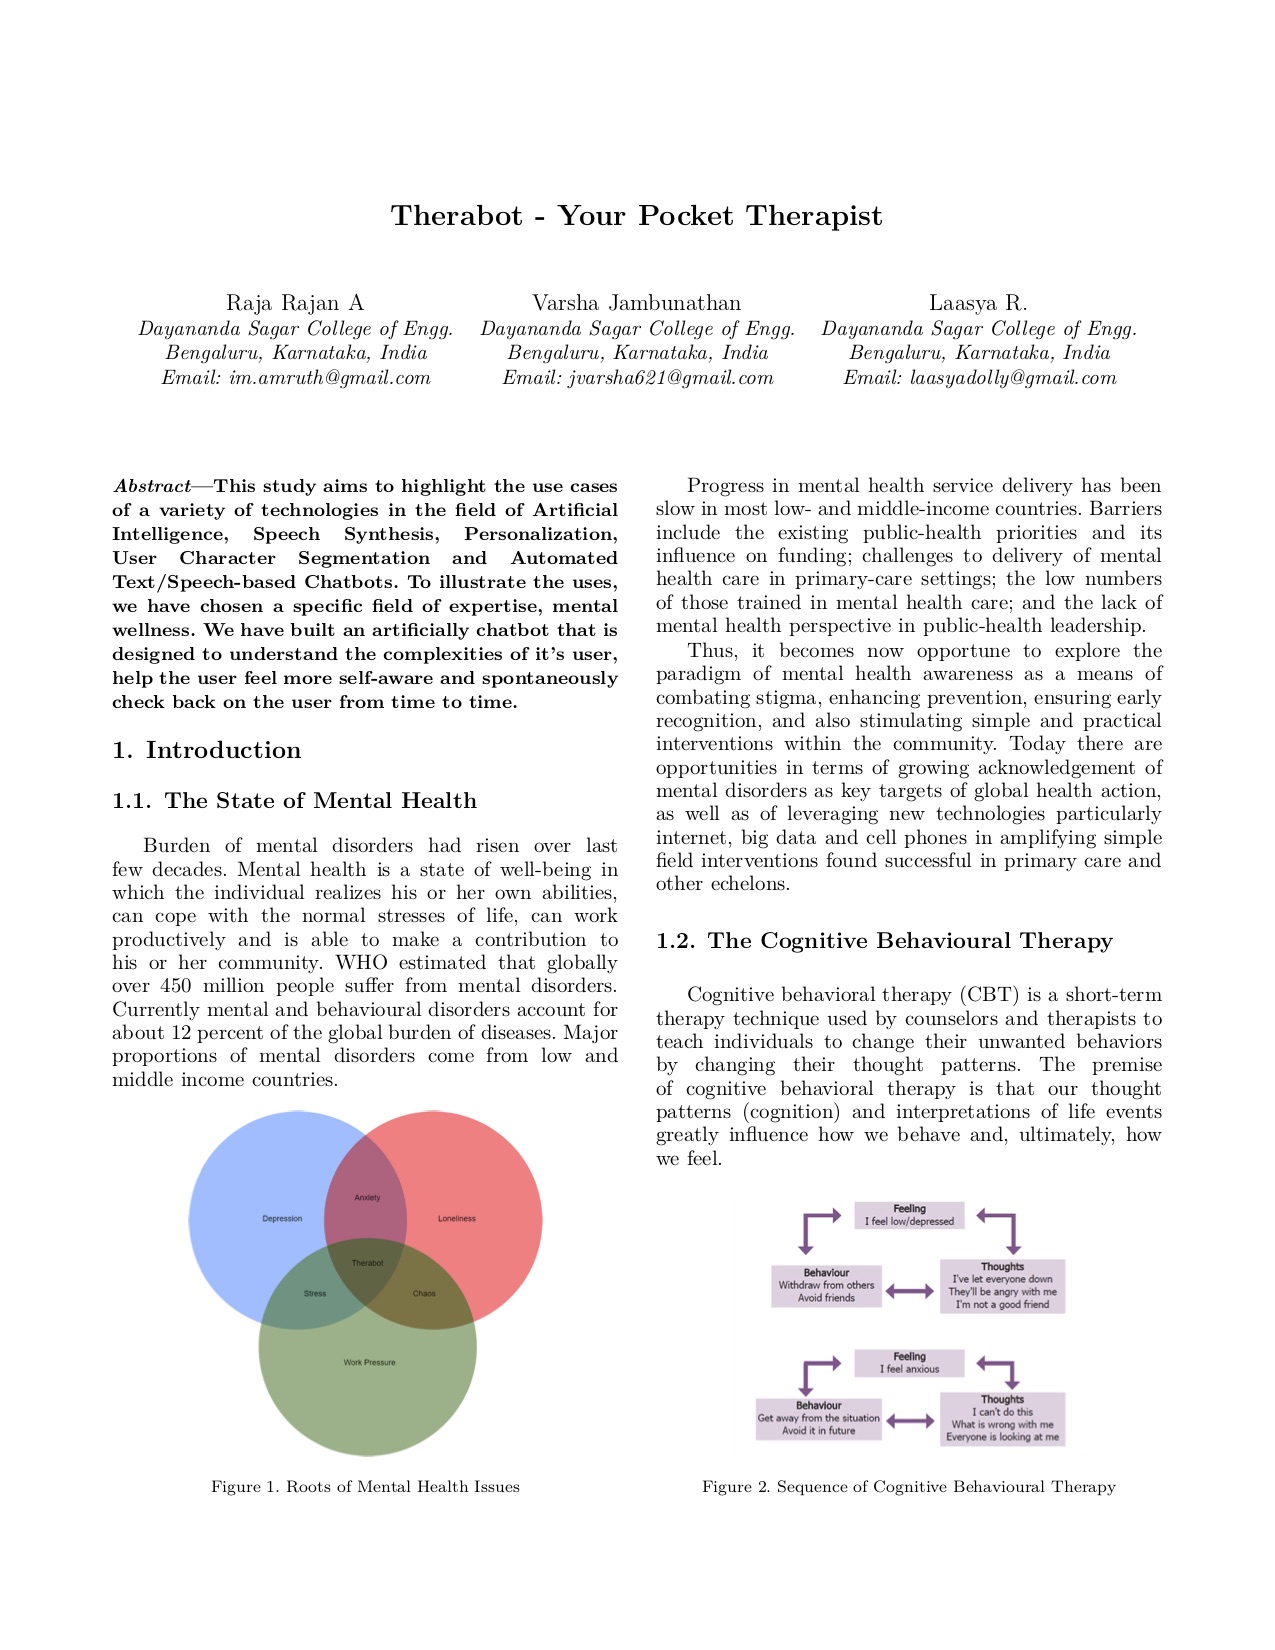 Therabot - Your Pocket Therapist
Raja Rajan A
Dayananda Sagar College of Engg.
Bengaluru, Karnataka, India
Email: im.amruth@gmail.com
Varsha Jambunathan
Dayananda Sagar College of Engg.
Bengaluru, Karnataka, India
Email: jvarsha621@gmail.com
Laasya R.
Dayananda Sagar College of Engg.
Bengaluru, Karnataka, India
Email: laasyadolly@gmail.com
Abstract—This study aims to highlight the use cases
of a variety of technologies in the field of Artificial
Intelligence, Speech Synthesis, Personalization,
User Character Segmentation and Automated
Text/Speech-based Chatbots. To illustrate the uses,
we have chosen a specific field of expertise, mental
wellness. We have built an artificially chatbot that is
designed to understand the complexities of it's user,
help the user feel more self-aware and spontaneously
check back on the user from time to time.
1. Introduction
1.1. The State of Mental Health
Burden of mental disorders had risen over last
few decades. Mental health is a state of well-being in
which the individual realizes his or her own abilities,
can cope with the normal stresses of life, can work
productively and is able to make a contribution to
his or her community. WHO estimated that globally
over 450 million people suffer from mental disorders.
Currently mental and behavioural disorders account for
about 12 percent of the global burden of diseases. Major
proportions of mental disorders come from low and
middle income countries.
Anxiety
Depression
Loneliness
Therabot
Stress
Chaos
Work Pressure
Figure 1. Roots of Mental Health Issues
Progress in mental health service delivery has been
slow in most low- and middle-income countries. Barriers
include the existing public-health priorities and its
influence on funding; challenges to delivery of mental
health care in primary-care settings; the low numbers
of those trained in mental health care; and the lack of
mental health perspective in public-health leadership.
Thus, it becomes now opportune to explore the
paradigm of mental health awareness as a means of
combating stigma, enhancing prevention, ensuring early
recognition, and also stimulating simple and practical
interventions within the community. Today there are
opportunities in terms of growing acknowledgement of
mental disorders as key targets of global health action,
as well as of leveraging new technologies particularly
internet, big data and cell phones in amplifying simple
field interventions found successful in primary care and
other echelons.
1.2. The Cognitive Behavioural Therapy
Cognitive behavioral therapy (CBT) is a short-term
therapy technique used by counselors and therapists to
teach individuals to change their unwanted behaviors
by changing their thought patterns. The premise
of cognitive behavioral therapy is that our thought
patterns (cognition) and interpretations of life events
greatly influence how we behave and, ultimately, how
we feel.
Feeling
I feel low/depressed
Behaviour
Withdraw from others
Avoid friends
Thoughts
I've let everyone down
They'll be angry with me
I'm not a good friend
Feeling
I feel anxious
Behaviour
Get away from the situation
Avoid it in future
Thoughts
I can't do this
What is wrong with me
Everyone is looking at me
Figure 2. Sequence of Cognitive Behavioural Therapy